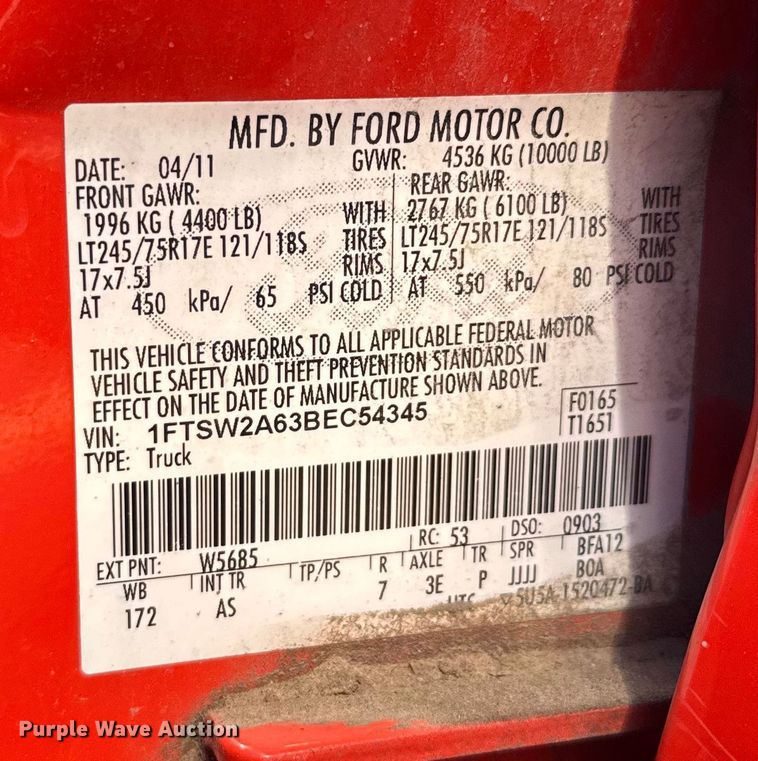 MFD. BY FORD MOTOR CO.
DATE: 04/11 GVWR: 4536 KG (10000 LB)
FRONT GAWR: REAR GAWR:
1996 KG ( 4400 LB) WITH 2767 KG ( 6100 LB) WITH
LT245/75R17E 121/118S TIRES LT245/75R17E 121/118S TIRES
17x7.5J RIMS 17x7.5J RIMS
AT 450 kPa/ 65 PSI COLD AT 550 kPa/ 80 PSI COLD
THIS VEHICLE CONFORMS TO ALL APPLICABLE FEDERAL MOTOR
VEHICLE SAFETY AND THEFT PREVENTION STANDARDS IN
EFFECT ON THE DATE OF MANUFACTURE SHOWN ABOVE.
VIN: 1FTSW2A63BEC54345 F0165
TYPE: Truck T1651
EXT PNT: W5685 RC: 53 DSO: 0903
WB INT TR TP/PS R AXLE TR SPR BFA12
172 AS 7 3E P JJJJ B0A
UTC ▽5U5A-1520472-BA
Purple Wave Auction